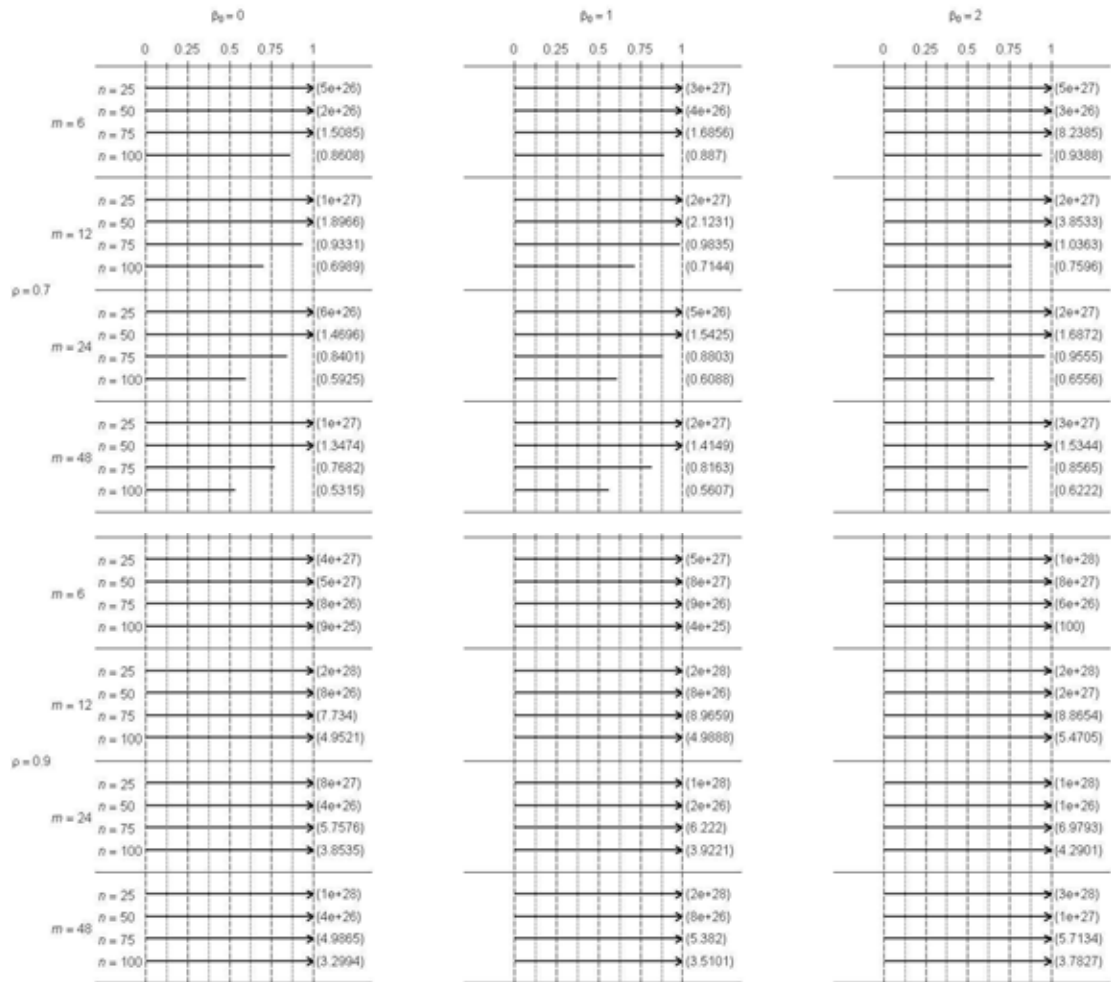 β₀ = 0 β₀ = 1 β₀ = 2
0 0.25 0.5 0.75 1 0 0.25 0.5 0.75 1 0 0.25 0.5 0.75 1
ρ = 0.7
m = 6
n = 25 (5e+26) (3e+27) (5e+27)
n = 50 (2e+26) (4e+26) (3e+26)
n = 75 (1.5085) (1.6856) (8.2385)
n = 100 (0.8608) (0.887) (0.9388)
m = 12
n = 25 (1e+27) (2e+27) (2e+27)
n = 50 (1.8966) (2.1231) (3.8533)
n = 75 (0.9331) (0.9835) (1.0363)
n = 100 (0.6989) (0.7144) (0.7596)
m = 24
n = 25 (6e+26) (5e+26) (2e+27)
n = 50 (1.4696) (1.5425) (1.6872)
n = 75 (0.8401) (0.8803) (0.9555)
n = 100 (0.5925) (0.6088) (0.6556)
m = 48
n = 25 (1e+27) (2e+27) (3e+27)
n = 50 (1.3474) (1.4149) (1.5344)
n = 75 (0.7682) (0.8163) (0.8565)
n = 100 (0.5315) (0.5607) (0.6222)
ρ = 0.9
m = 6
n = 25 (4e+27) (5e+27) (1e+28)
n = 50 (5e+27) (8e+27) (8e+27)
n = 75 (8e+26) (9e+26) (6e+26)
n = 100 (9e+25) (4e+25) (100)
m = 12
n = 25 (2e+28) (2e+28) (2e+28)
n = 50 (8e+26) (8e+26) (2e+27)
n = 75 (7.734) (8.9659) (8.8654)
n = 100 (4.9521) (4.9888) (5.4705)
m = 24
n = 25 (8e+27) (1e+28) (1e+28)
n = 50 (4e+26) (2e+26) (1e+26)
n = 75 (5.7576) (6.222) (6.9793)
n = 100 (3.8535) (3.9221) (4.2901)
m = 48
n = 25 (1e+28) (2e+28) (3e+28)
n = 50 (4e+26) (8e+26) (1e+27)
n = 75 (4.9865) (5.382) (5.7134)
n = 100 (3.2994) (3.5101) (3.7827)